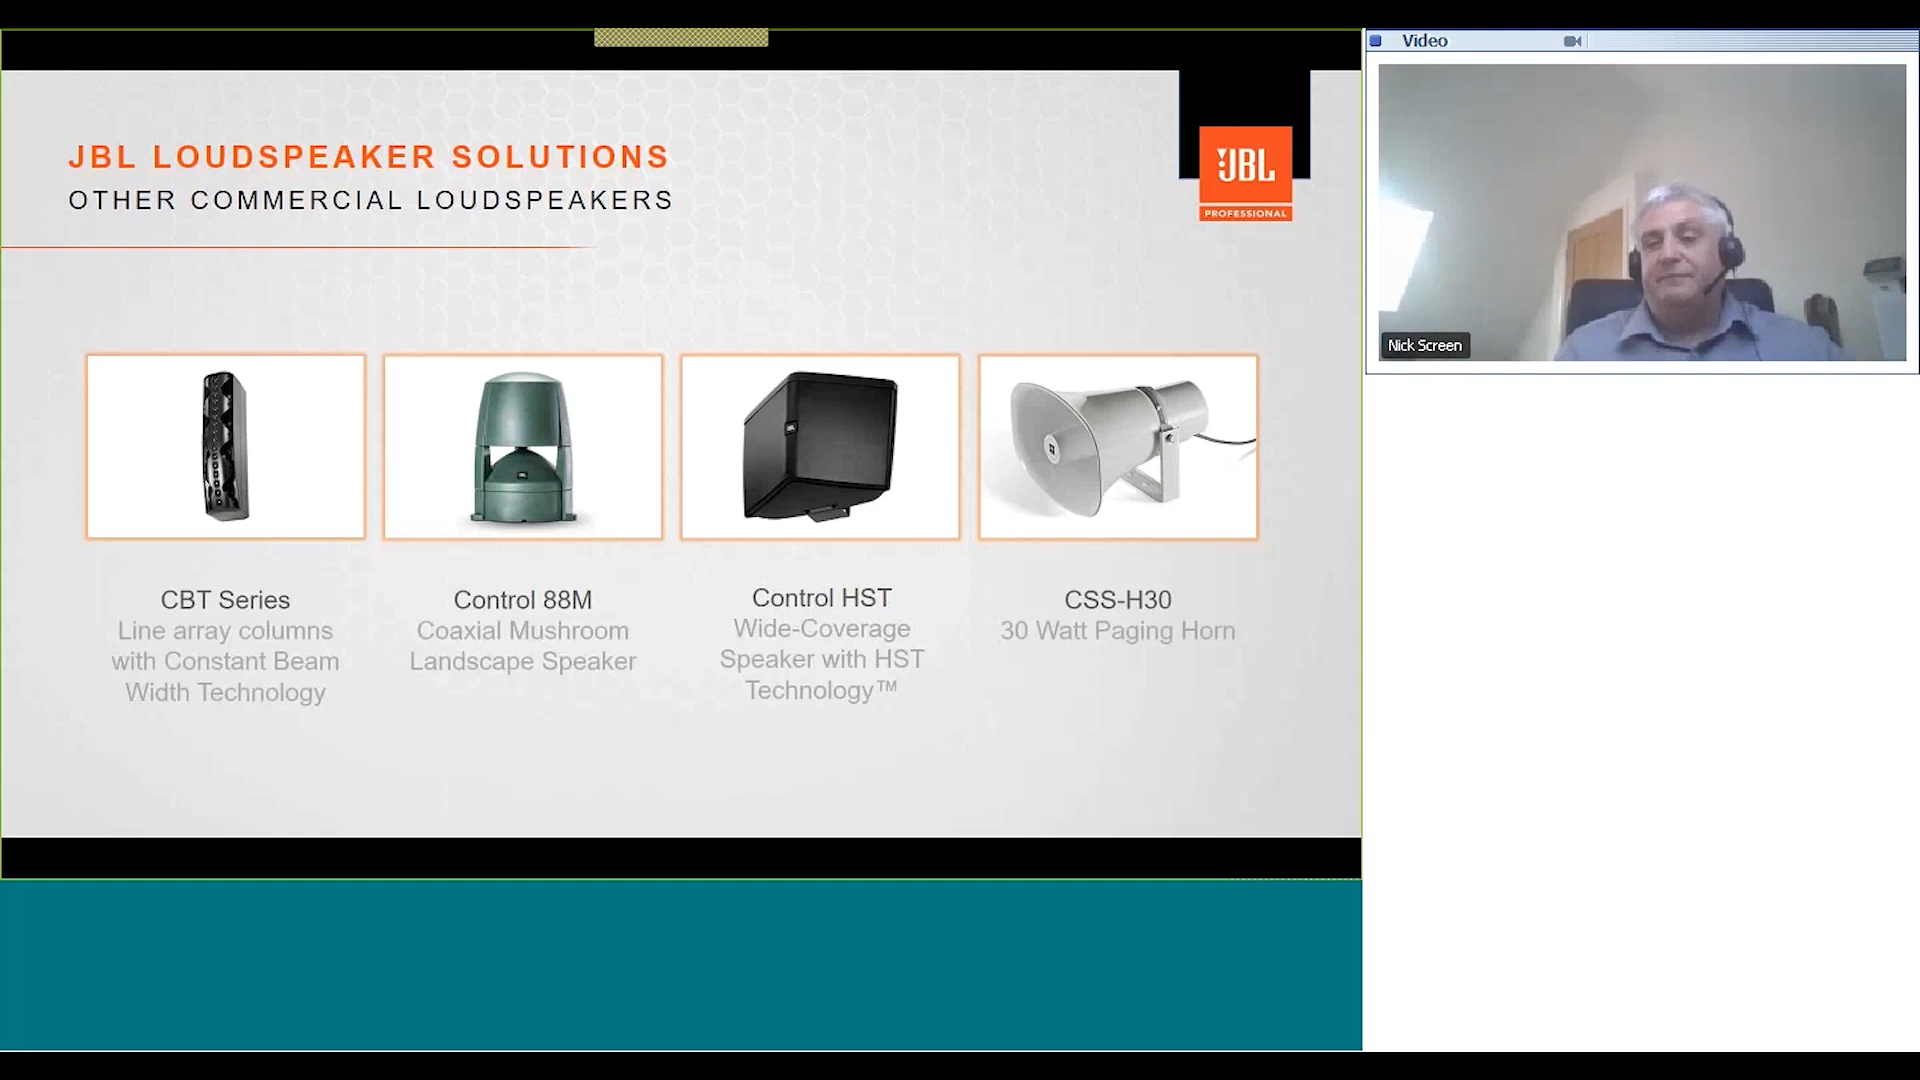 JBL LOUDSPEAKER SOLUTIONS
OTHER COMMERCIAL LOUDSPEAKERS
JBL
PROFESSIONAL
CBT Series
Line array columns
with Constant Beam
Width Technology
Control 88M
Coaxial Mushroom
Landscape Speaker
Control HST
Wide-Coverage
Speaker with HST
Technology™
CSS-H30
30 Watt Paging Horn
Video
Nick Screen